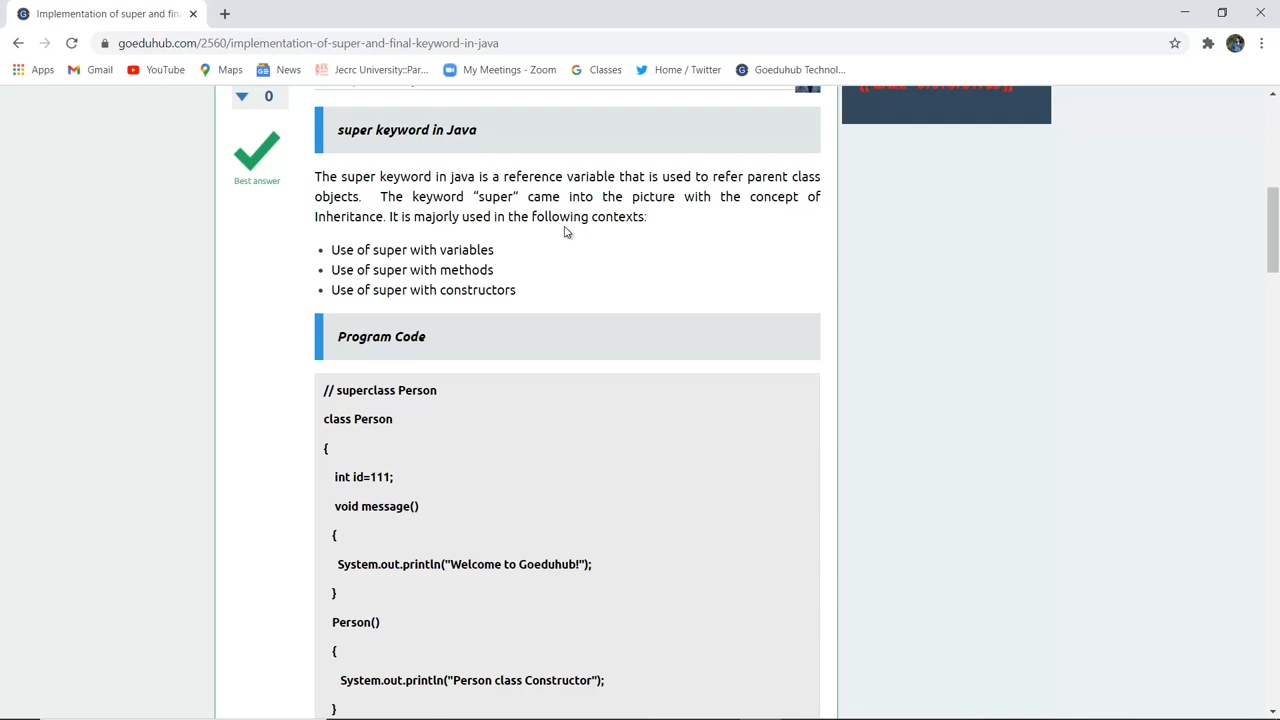 Implementation of super and fin
goeduhub.com/2560/implementation-of-super-and-final-keyword-in-java
Apps
Gmail
YouTube
Maps
News
Jecrc University::Par...
My Meetings - Zoom
Classes
Home / Twitter
Goeduhub Technol...
0
Best answer
super keyword in Java
The super keyword in java is a reference variable that is used to refer parent class
objects. The keyword “super” came into the picture with the concept of
Inheritance. It is majorly used in the following contexts:
• Use of super with variables
• Use of super with methods
• Use of super with constructors
Program Code
// superclass Person
class Person
{
int id=111;
void message()
{
System.out.println("Welcome to Goeduhub!");
}
Person()
{
System.out.println("Person class Constructor");
}